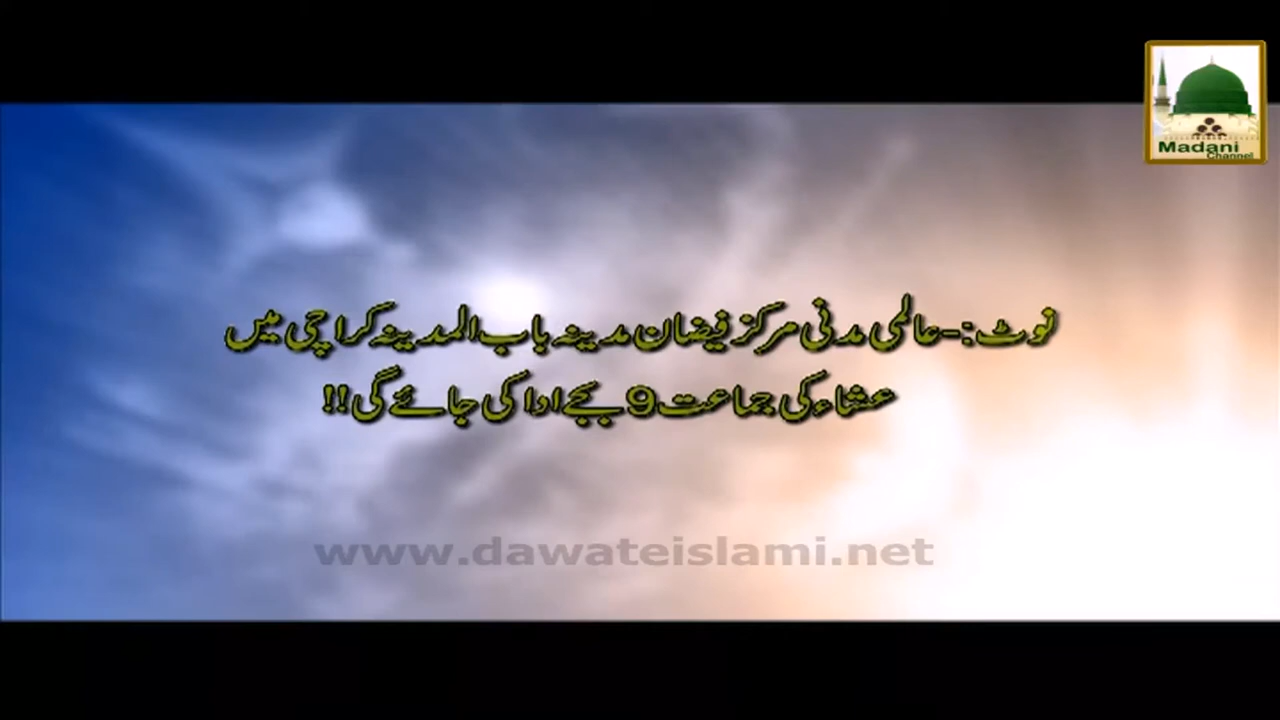 Madani
Channel
نوٹ:-عالمی مدنی مرکز فیضان مدینہ باب المدینہ کراچی میں
عشاء کی جماعت 9 بجے ادا کی جائے گی!!
www.dawateislami.net